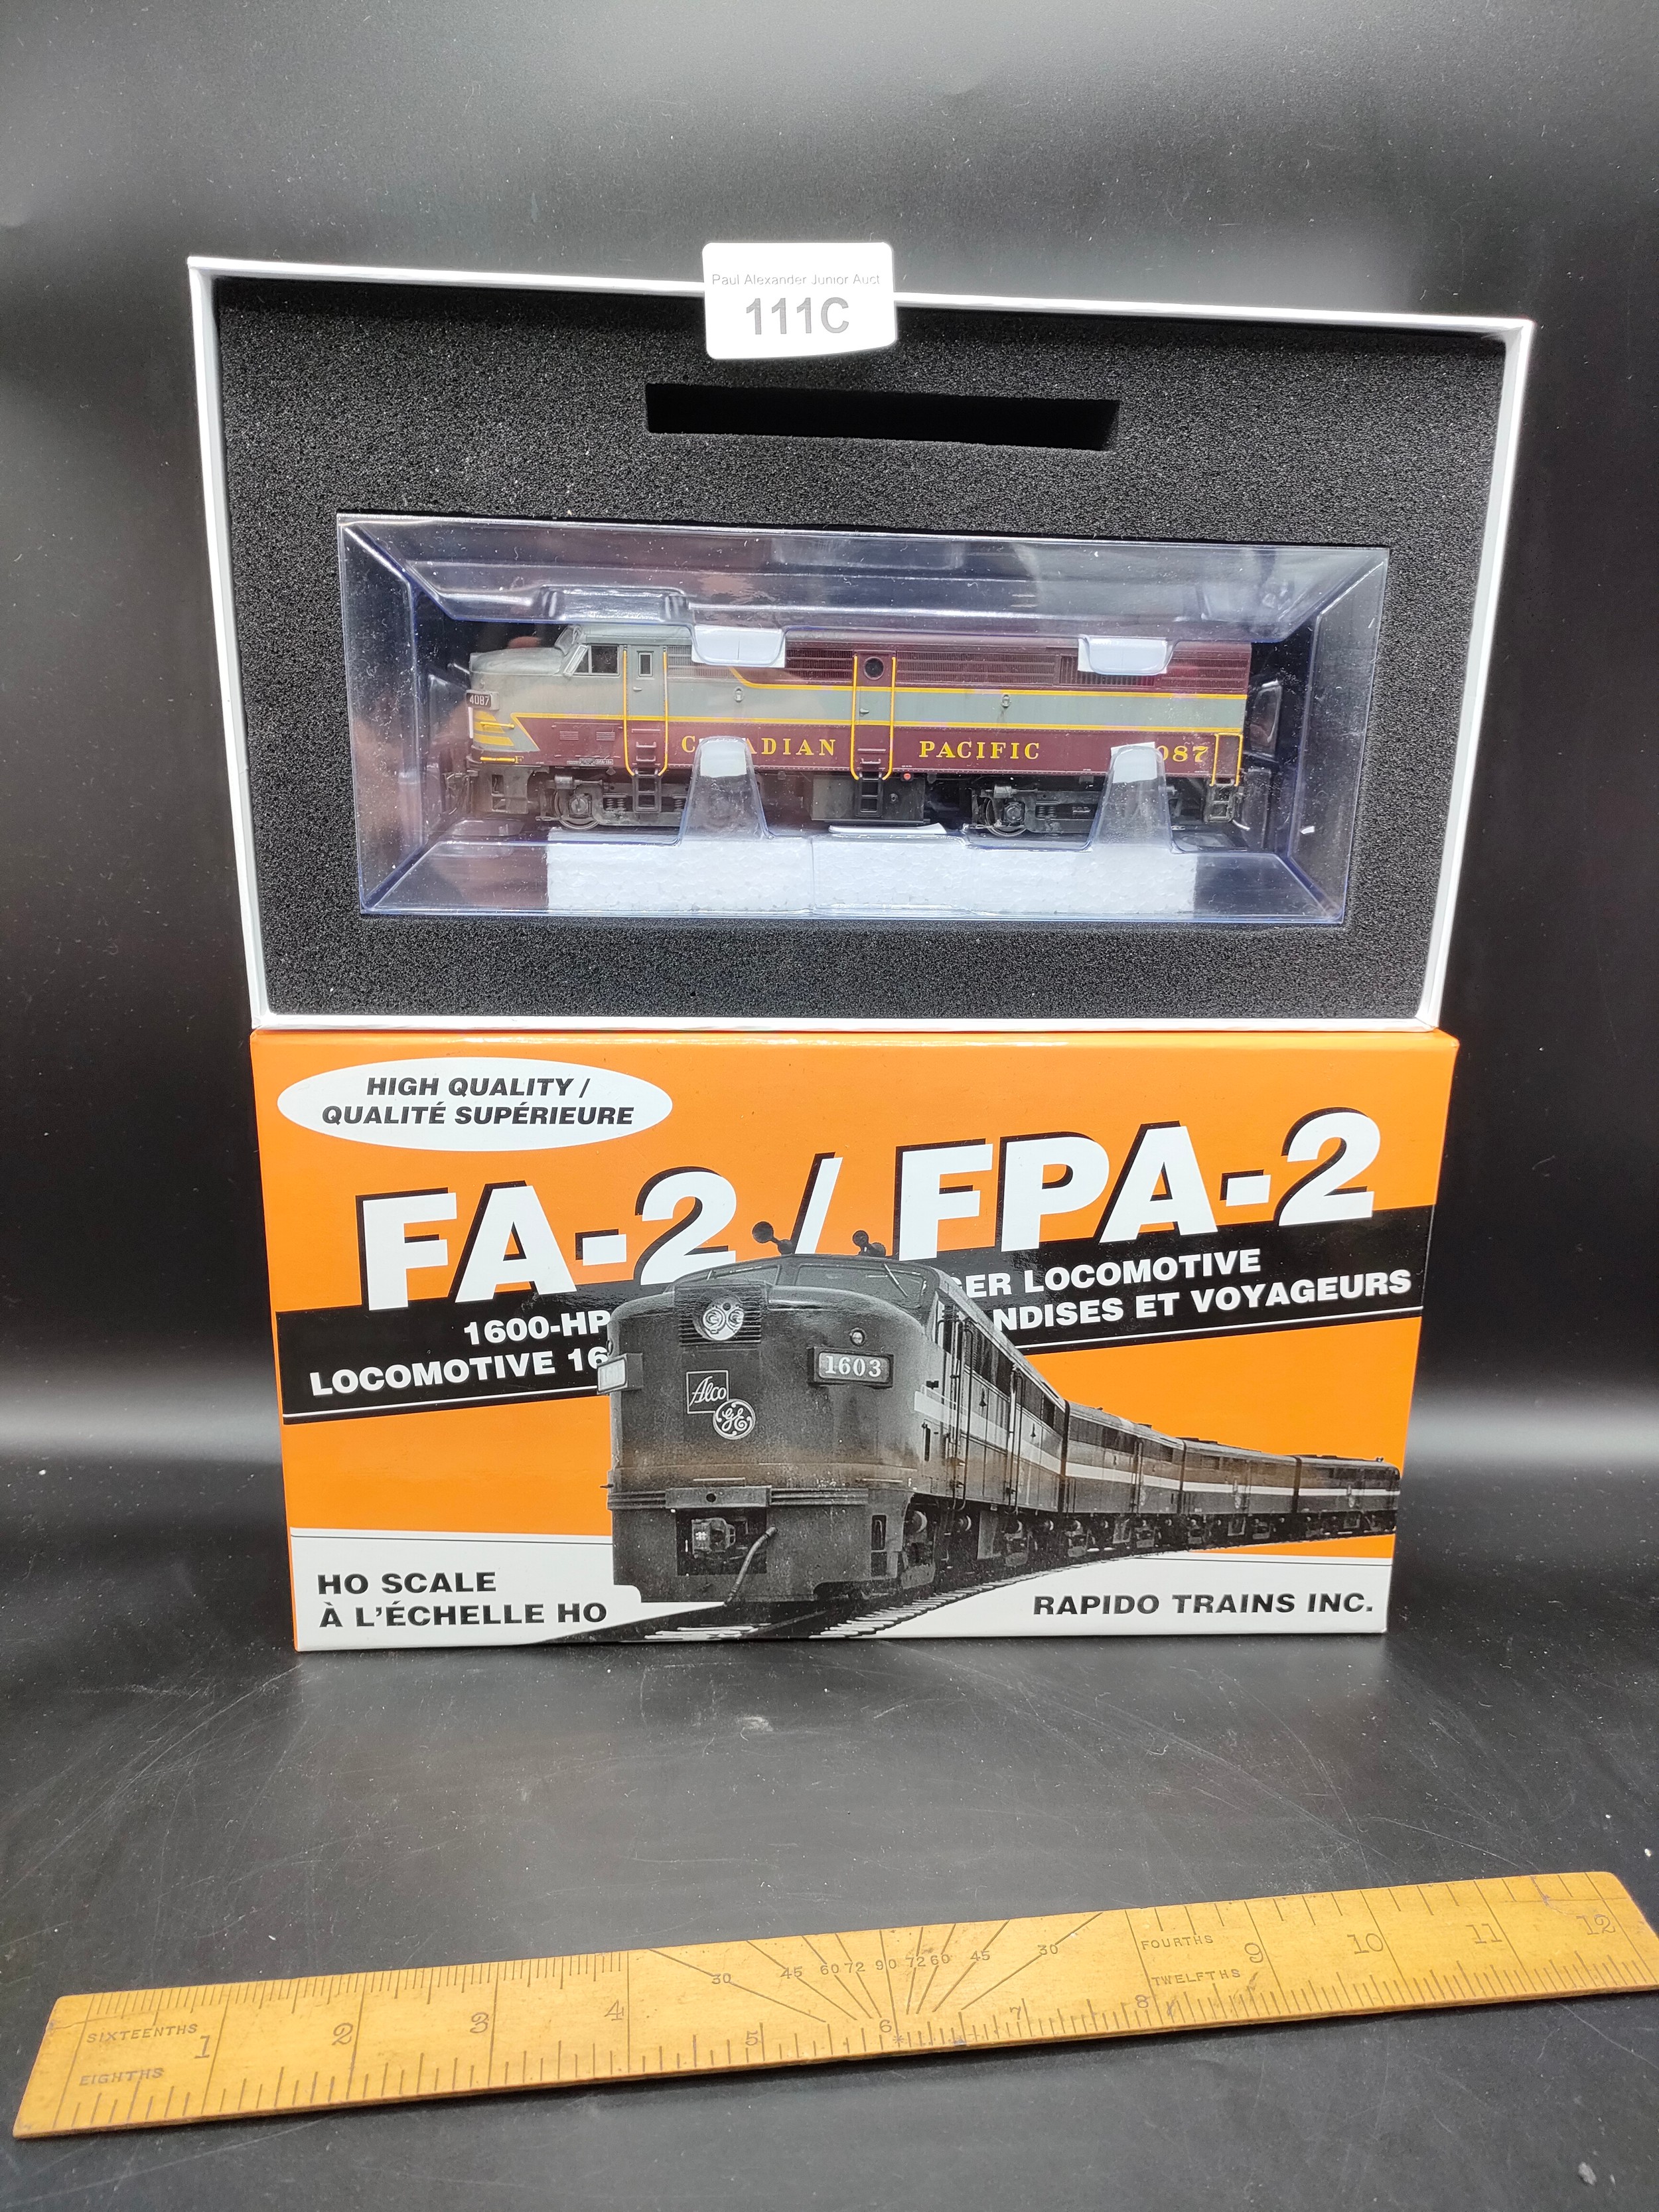 Paul Alexander Junior Auct
111C
4087
CANADIAN PACIFIC 087
HIGH QUALITY /
QUALITÉ SUPÉRIEURE
FA-2 / FPA-2
1600-HP GER LOCOMOTIVE
LOCOMOTIVE 16 NDISES ET VOYAGEURS
1603
Alco
GE
HO SCALE
À L'ÉCHELLE HO
RAPIDO TRAINS INC.
SIXTEENTHS
EIGHTHS
1 2 3 4 5 6 7 8 9 10 11 12
30 45 60 72 90 72 60 45 30
FOURTHS
TWELFTHS